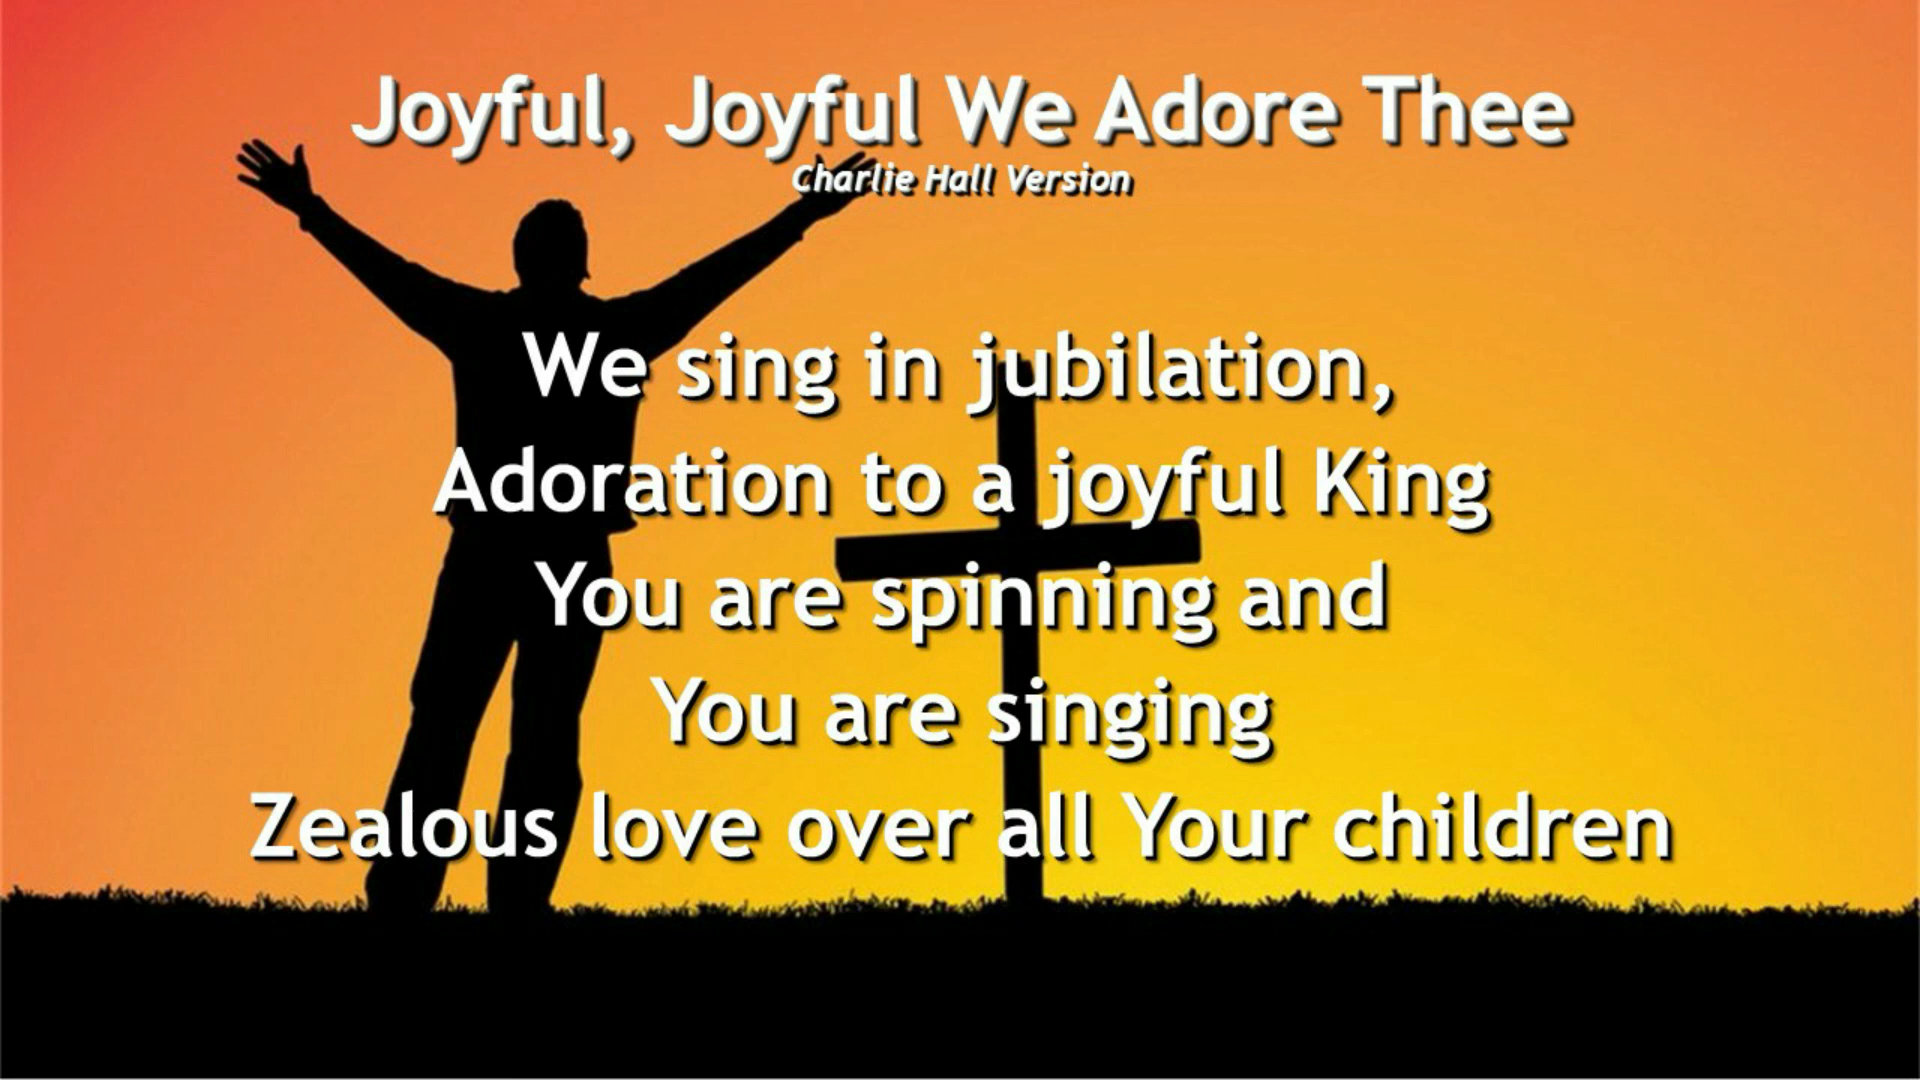 Joyful, Joyful We Adore Thee
Charlie Hall Version
We sing in jubilation,
Adoration to a joyful King
You are spinning and
You are singing
Zealous love over all Your children